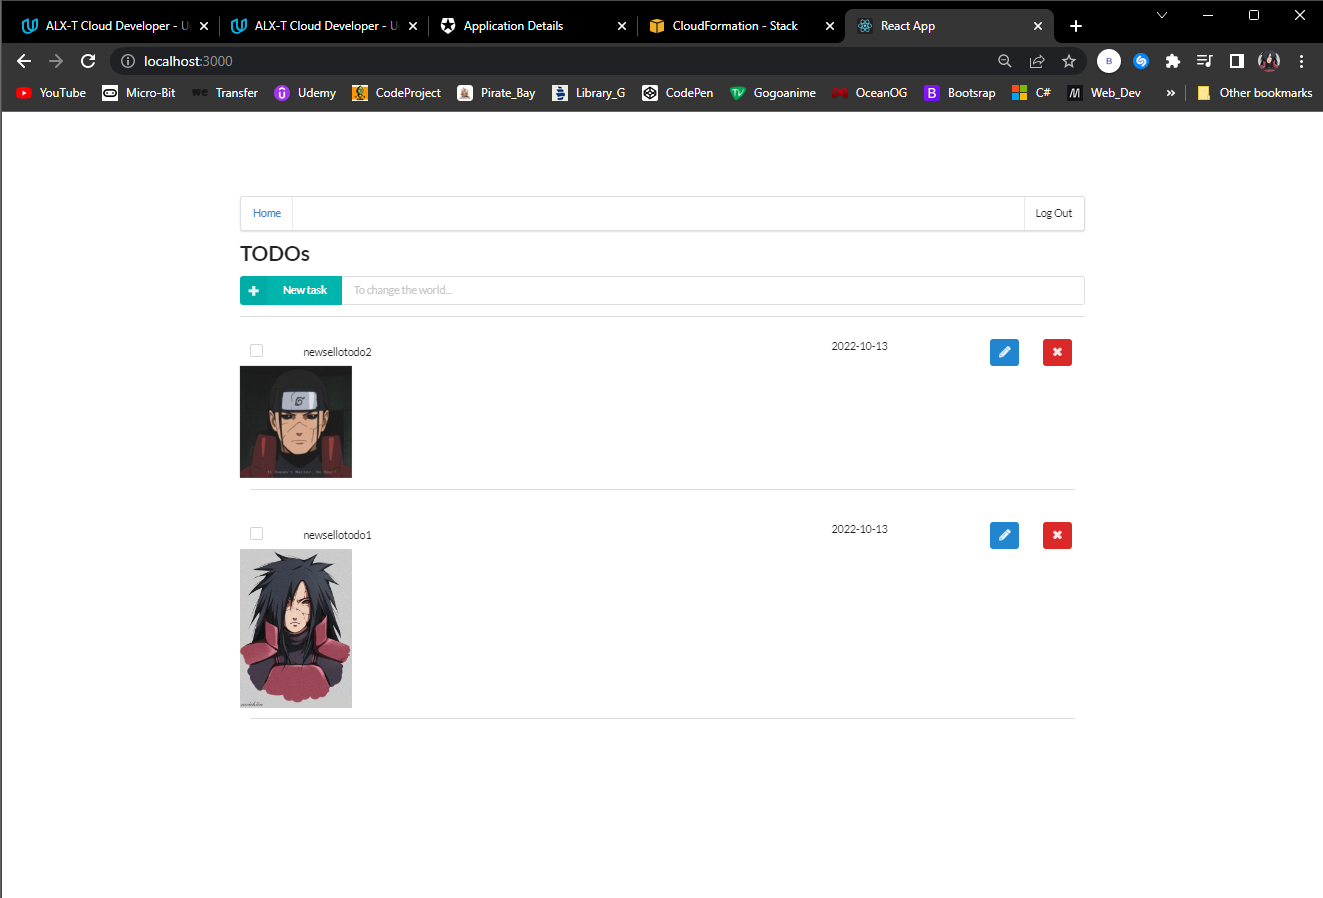 ALX-T Cloud Developer - U
ALX-T Cloud Developer - U
Application Details
CloudFormation - Stack
React App
localhost:3000
B
YouTube
Micro-Bit
we Transfer
Udemy
CodeProject
Pirate_Bay
Library_G
CodePen
TV Gogoanime
OceanOG
B Bootsrap
C#
Web_Dev
»
Other bookmarks
Home
Log Out
TODOs
New task
To change the world...
newsellotodo2
2022-10-13
newsellotodo1
2022-10-13